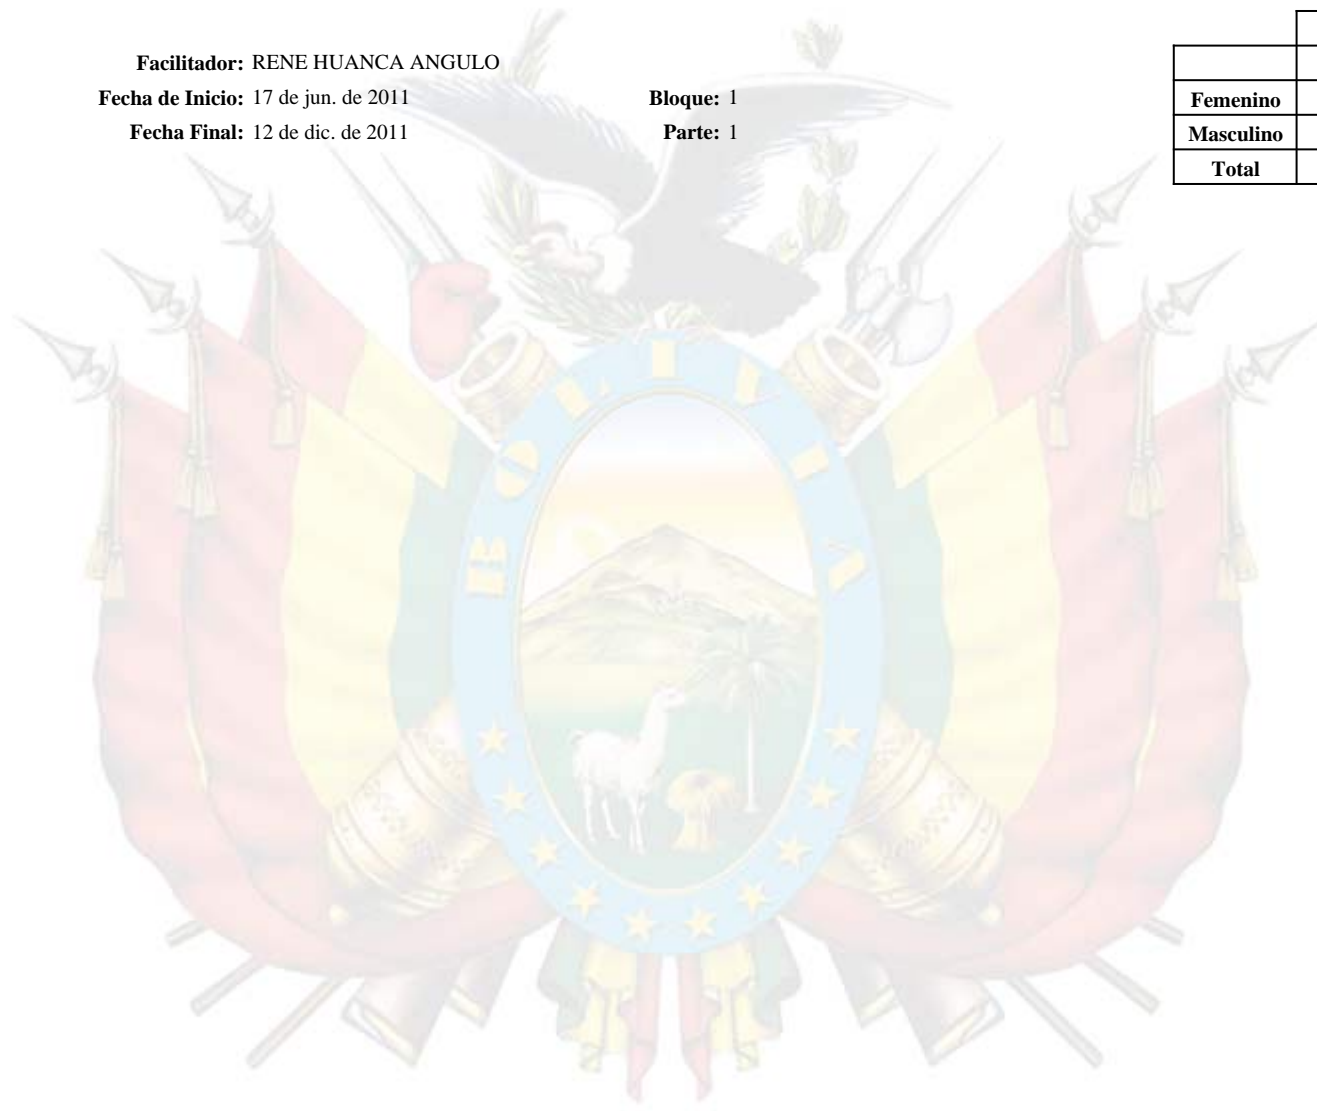 Facilitador: RENE HUANCA ANGULO
Fecha de Inicio: 17 de jun. de 2011 Bloque: 1
Fecha Final: 12 de dic. de 2011 Parte: 1
Femenino
Masculino
Total
BOLIVIA